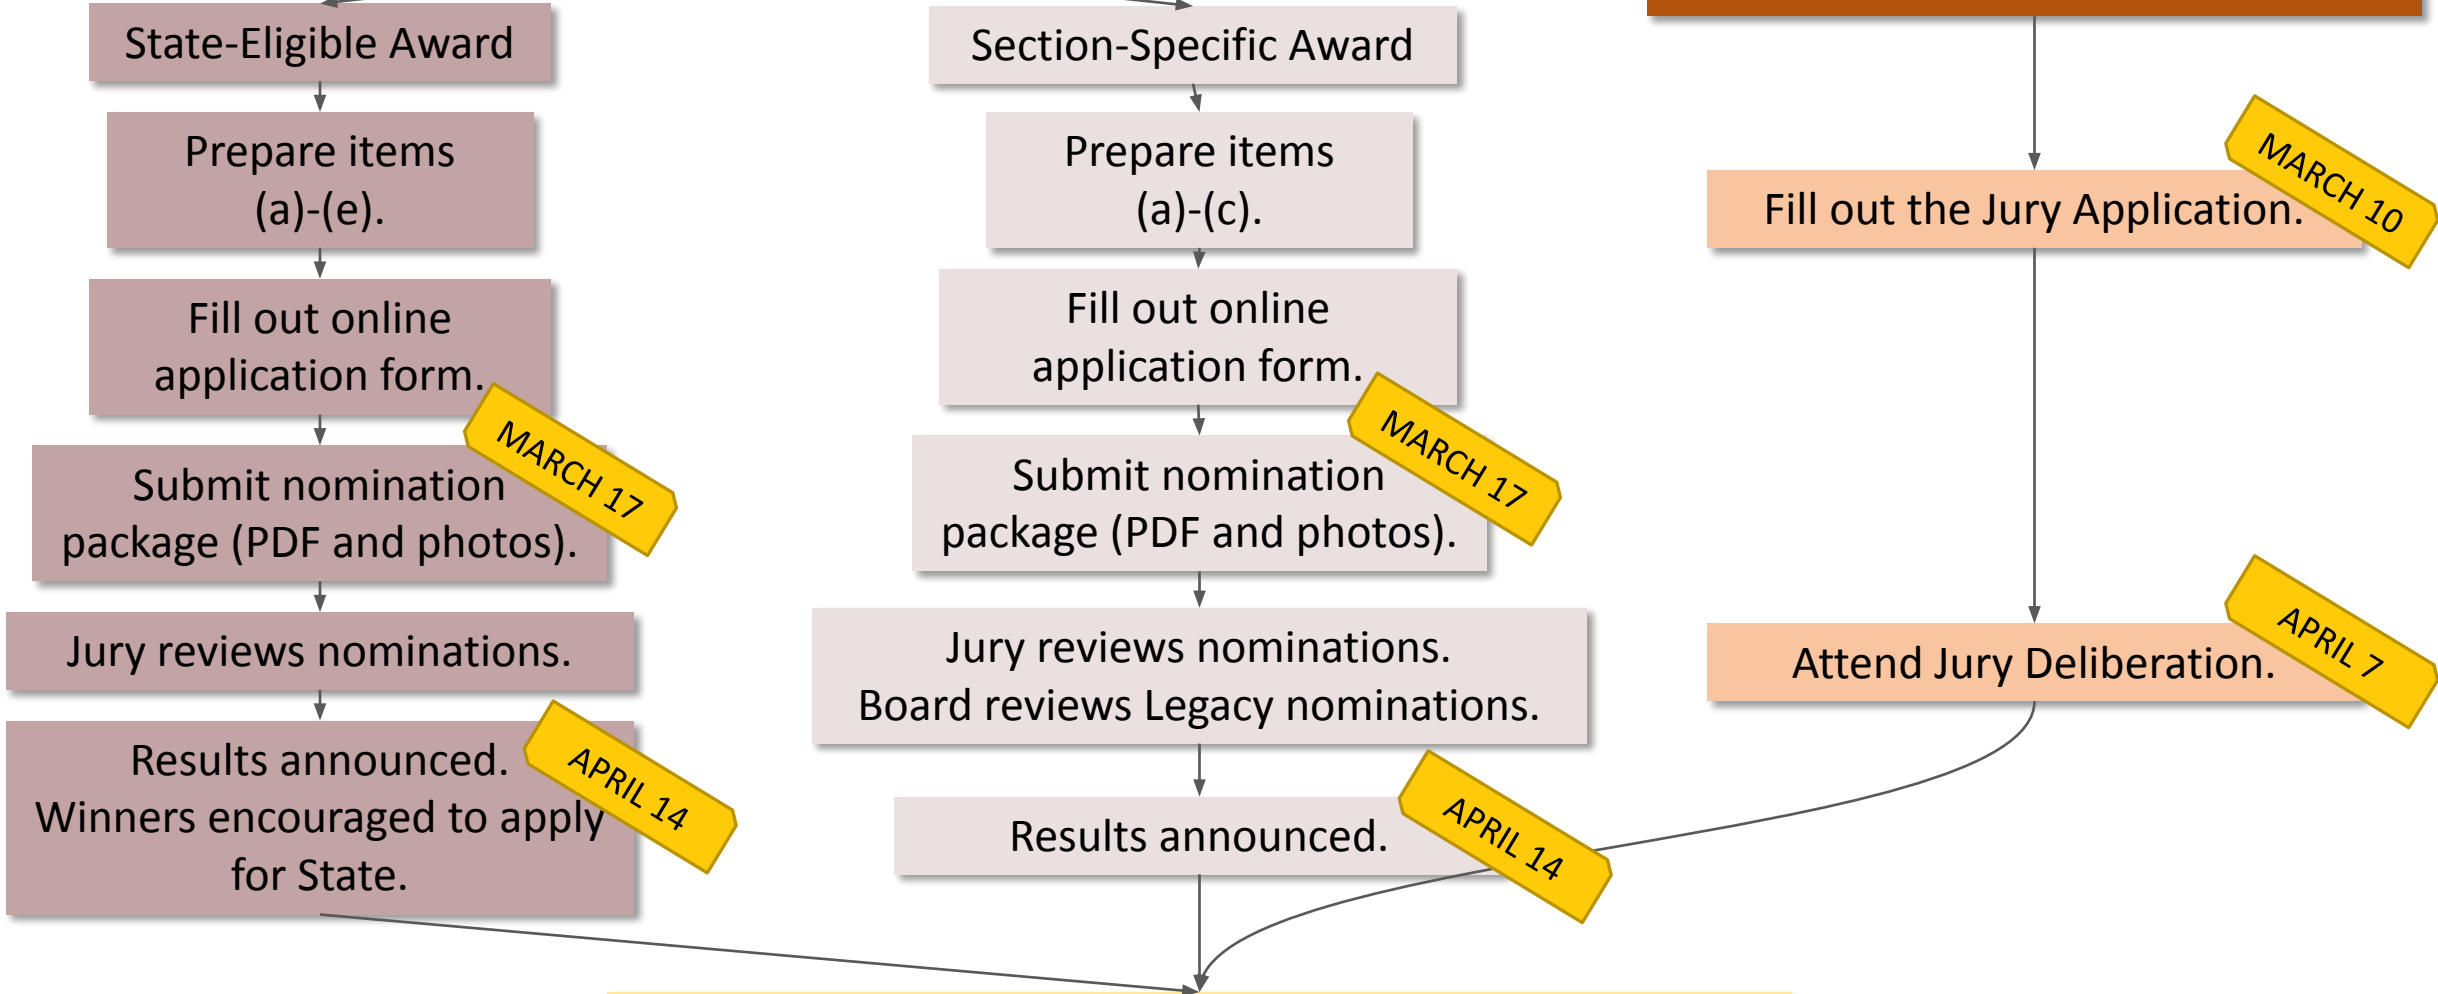 State-Eligible Award
Prepare items
(a)-(e).
Fill out online
application form.
MARCH 17
Submit nomination
package (PDF and photos).
Jury reviews nominations.
Results announced.
Winners encouraged to apply
for State.
APRIL 14
Section-Specific Award
Prepare items
(a)-(c).
Fill out online
application form.
MARCH 17
Submit nomination
package (PDF and photos).
Jury reviews nominations.
Board reviews Legacy nominations.
Results announced.
APRIL 14
MARCH 10
Fill out the Jury Application.
APRIL 7
Attend Jury Deliberation.